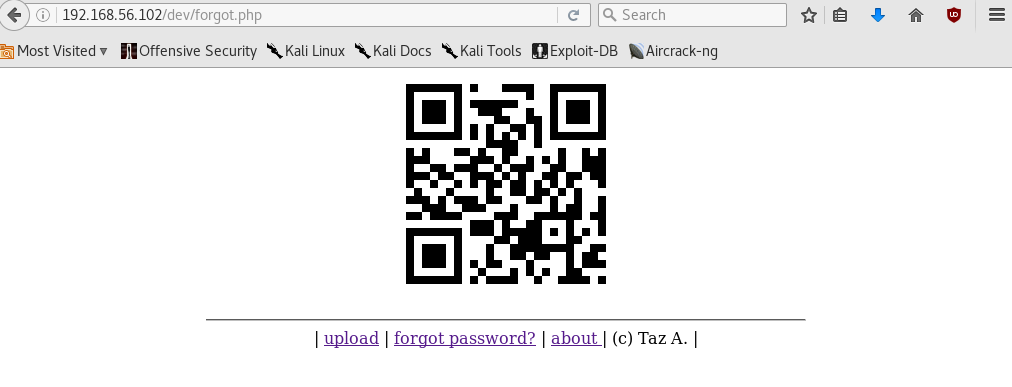 192.168.56.102/dev/forgot.php Search
Most Visited Offensive Security Kali Linux Kali Docs Kali Tools Exploit-DB Aircrack-ng
| upload | forgot password? | about | (c) Taz A. |